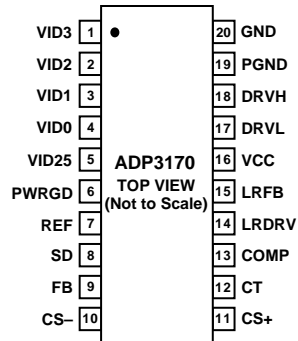 VID3 1 20 GND
VID2 2 19 PGND
VID1 3 18 DRVH
VID0 4 17 DRVL
VID25 5 ADP3170 16 VCC
PWRGD 6 TOP VIEW 15 LRFB
(Not to Scale)
REF 7 14 LRDRV
SD 8 13 COMP
FB 9 12 CT
CS– 10 11 CS+